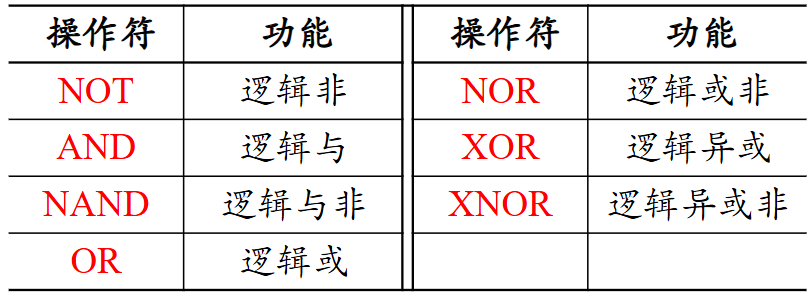 操作符 功能 操作符 功能
NOT 逻辑非 NOR 逻辑或非
AND 逻辑与 XOR 逻辑异或
NAND 逻辑与非 XNOR 逻辑异或非
OR 逻辑或